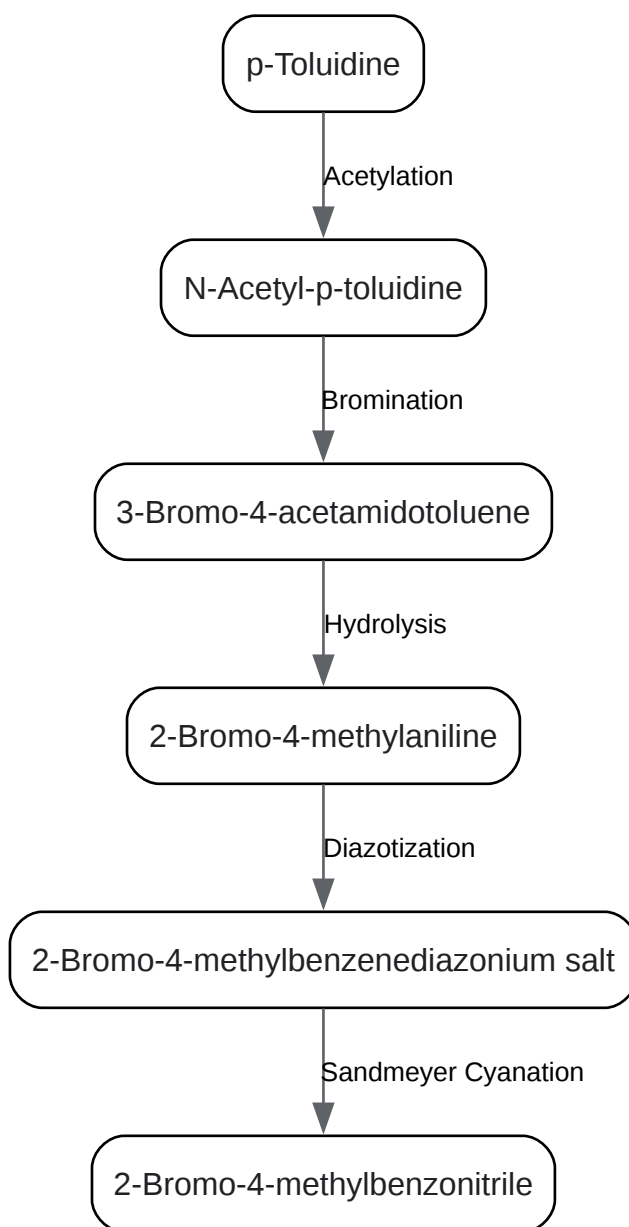 p-Toluidine
Acetylation
N-Acetyl-p-toluidine
Bromination
3-Bromo-4-acetamidotoluene
Hydrolysis
2-Bromo-4-methylaniline
Diazotization
2-Bromo-4-methylbenzenediazonium salt
Sandmeyer Cyanation
2-Bromo-4-methylbenzonitrile